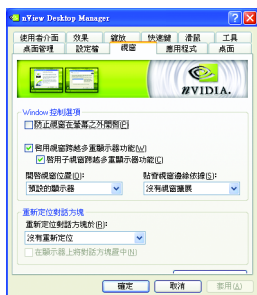 nView Desktop Manager
使用者介面 效果 縮放 快速鍵 滑鼠 工具
桌面管理 設定檔 視窗 應用程式 桌面
NVIDIA.
Window 控制選項
防止視窗在螢幕之外開啟(P)
啟用視窗跨越多重顯示器功能(W)
啟用子視窗跨越多重顯示器功能(C)
開啟視窗位置(O):
預設的顯示器
貼齊視窗邊緣依據(S):
沒有視窗擴展
重新定位對話方塊
重新定位對話方塊於(R):
沒有重新定位
在顯示器上將對話方塊置中(N)
確定 取消 套用(A)